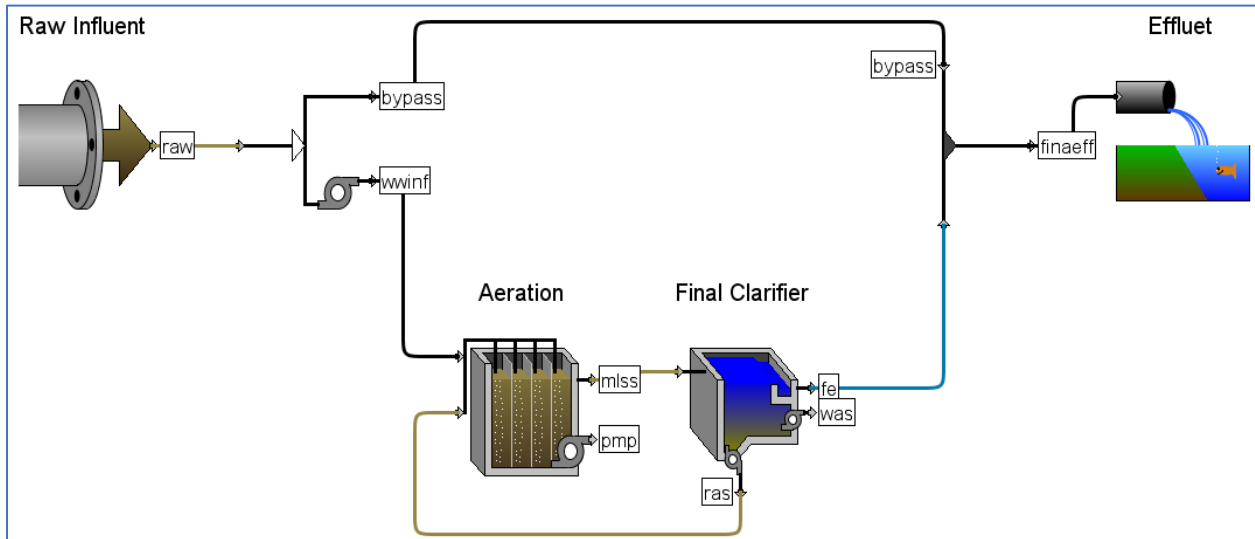 Raw Influent
Effluet
bypass
bypass
raw
finaeff
wwinf
Aeration
Final Clarifier
mlss
fe
was
pmp
ras